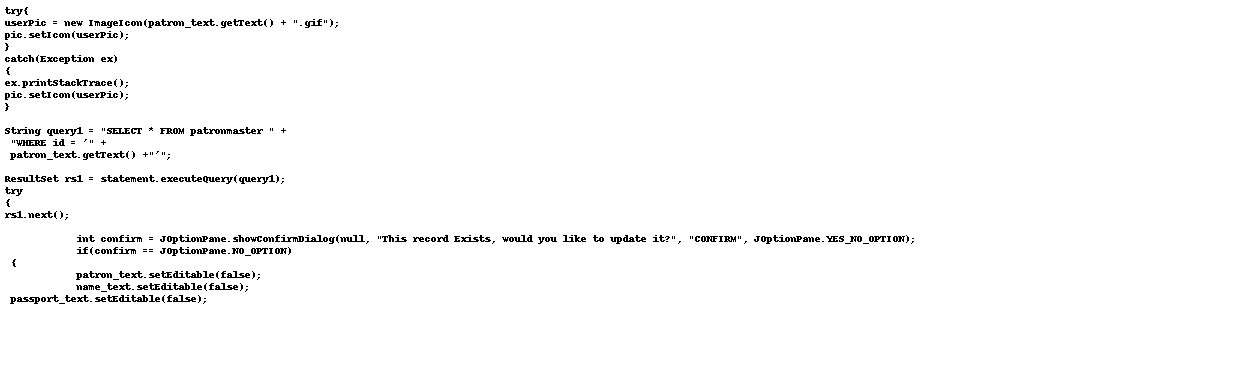 try{
userPic = new ImageIcon(patron_text.getText() + ".gif");
pic.setIcon(userPic);
}
catch(Exception ex)
{
ex.printStackTrace();
pic.setIcon(userPic);
}
String query1 = "SELECT * FROM patronmaster " +
"WHERE id = '" +
patron_text.getText() +"'";
ResultSet rs1 = statement.executeQuery(query1);
try
{
rs1.next();
int confirm = JOptionPane.showConfirmDialog(null, "This record Exists, would you like to update it?", "CONFIRM", JOptionPane.YES_NO_OPTION);
if(confirm == JOptionPane.NO_OPTION)
{
patron_text.setEditable(false);
name_text.setEditable(false);
passport_text.setEditable(false);